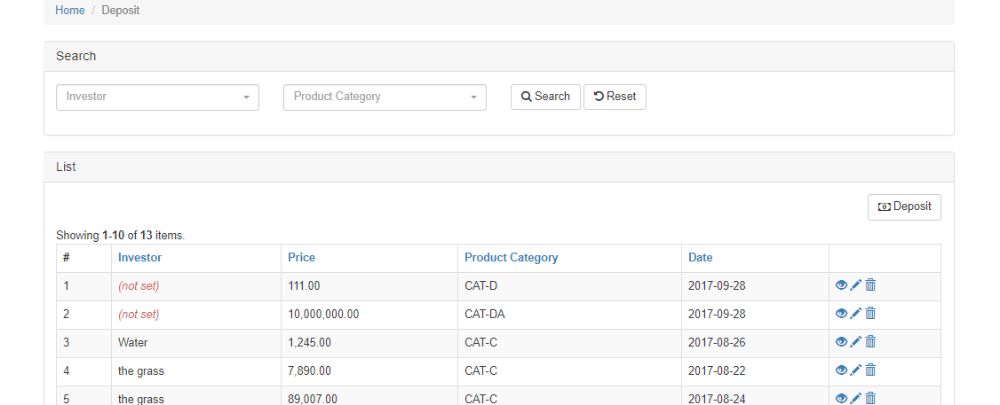 Home / Deposit
Search
Investor Product Category Search Reset
List
Deposit
Showing 1-10 of 13 items.
# Investor Price Product Category Date
1 (not set) 111.00 CAT-D 2017-09-28
2 (not set) 10,000,000.00 CAT-DA 2017-09-28
3 Water 1,245.00 CAT-C 2017-08-26
4 the grass 7,890.00 CAT-C 2017-08-22
5 the grass 89,007.00 CAT-C 2017-08-24